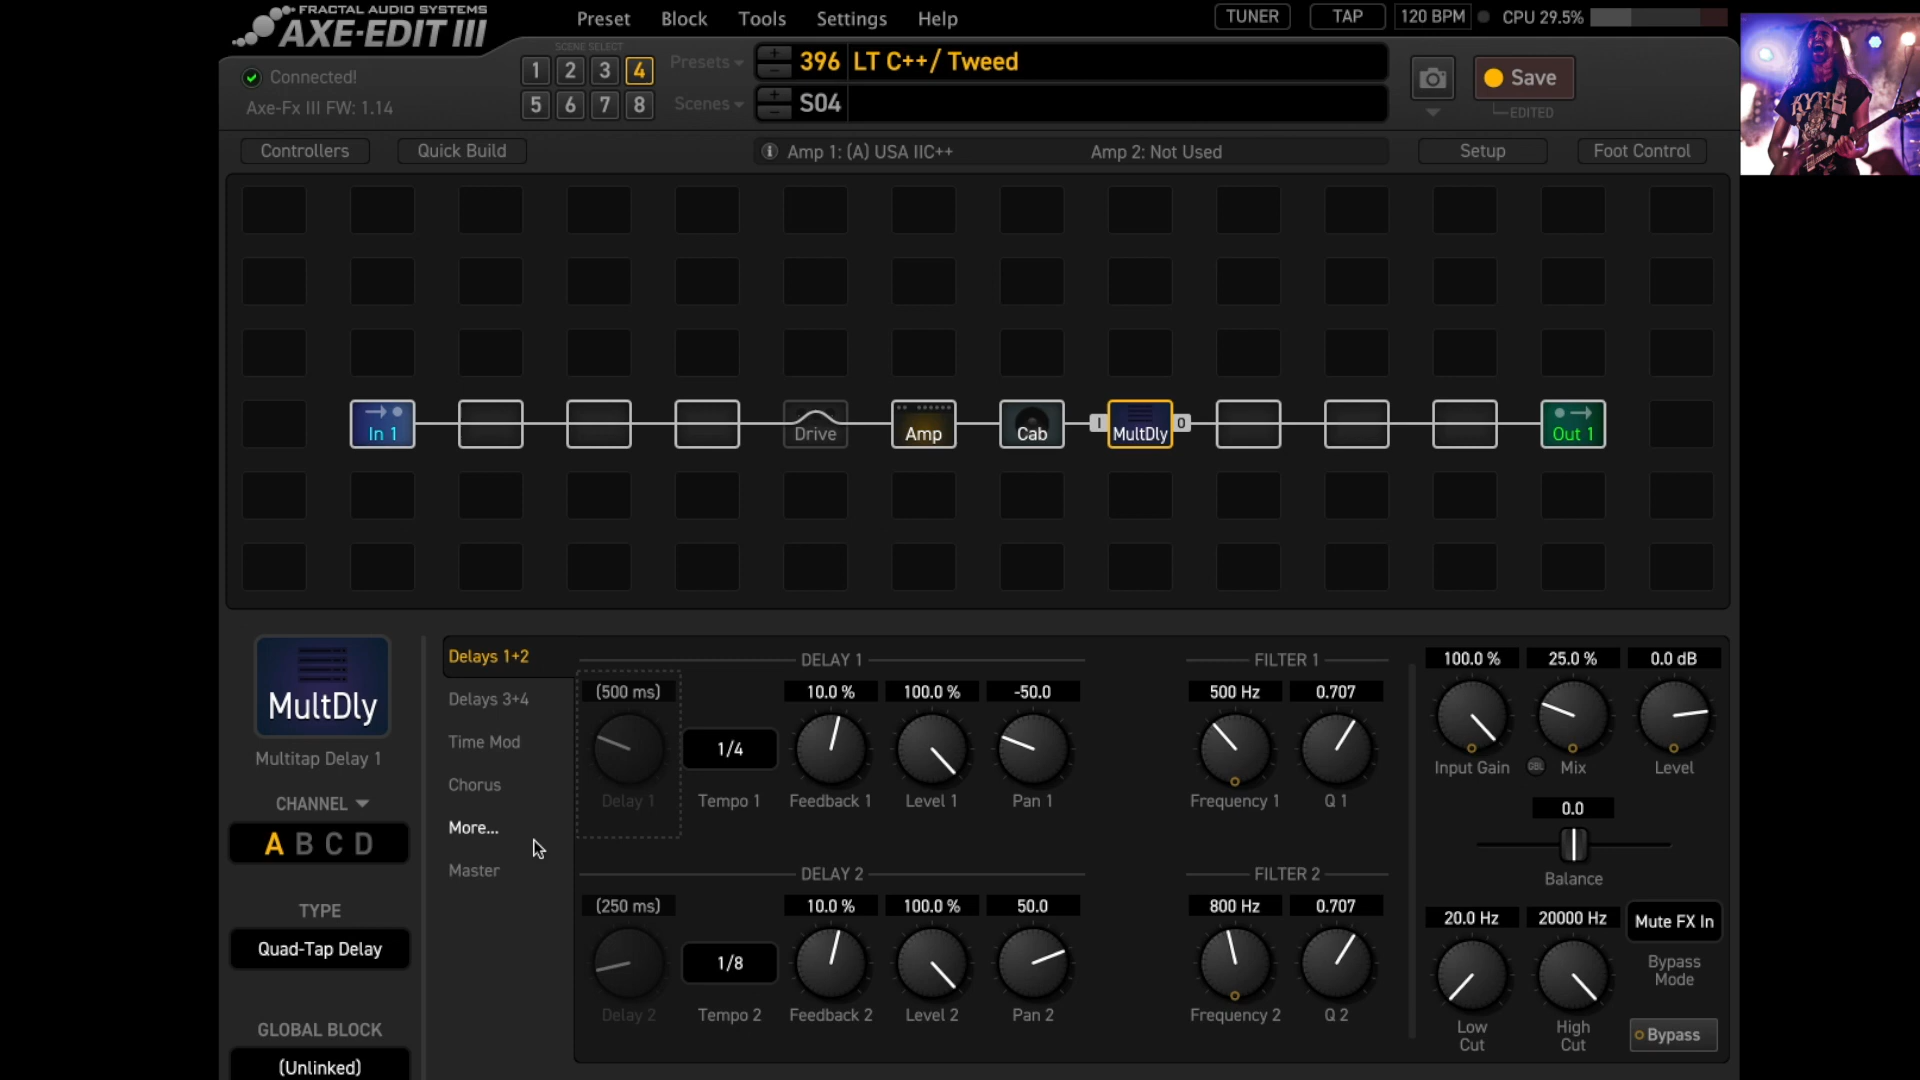 FRACTAL AUDIO SYSTEMS
AXE-EDIT III
Preset Block Tools Settings Help
TUNER TAP 120 BPM CPU 29.5%
Connected!
Axe-Fx III FW: 1.14
SCENE SELECT
1 2 3 4
5 6 7 8
Presets + - 396 LT C++/ Tweed
Scenes + - S04
Save
EDITED
Controllers Quick Build
Amp 1: (A) USA IIC++ Amp 2: Not Used
Setup Foot Control
In 1 Drive Amp Cab I MultDly O Out 1
MultDly
Multitap Delay 1
CHANNEL
A B C D
TYPE
Quad-Tap Delay
GLOBAL BLOCK
(Unlinked)
Delays 1+2
Delays 3+4
Time Mod
Chorus
More...
Master
DELAY 1
(500 ms) 10.0 % 100.0 % -50.0
1/4
Delay 1 Tempo 1 Feedback 1 Level 1 Pan 1
FILTER 1
500 Hz 0.707
Frequency 1 Q 1
DELAY 2
(250 ms) 10.0 % 100.0 % 50.0
1/8
Delay 2 Tempo 2 Feedback 2 Level 2 Pan 2
FILTER 2
800 Hz 0.707
Frequency 2 Q 2
100.0 % 25.0 % 0.0 dB
Input Gain GBL Mix Level
0.0
Balance
20.0 Hz 20000 Hz Mute FX In
Low Cut
High Cut
Bypass Mode
Bypass